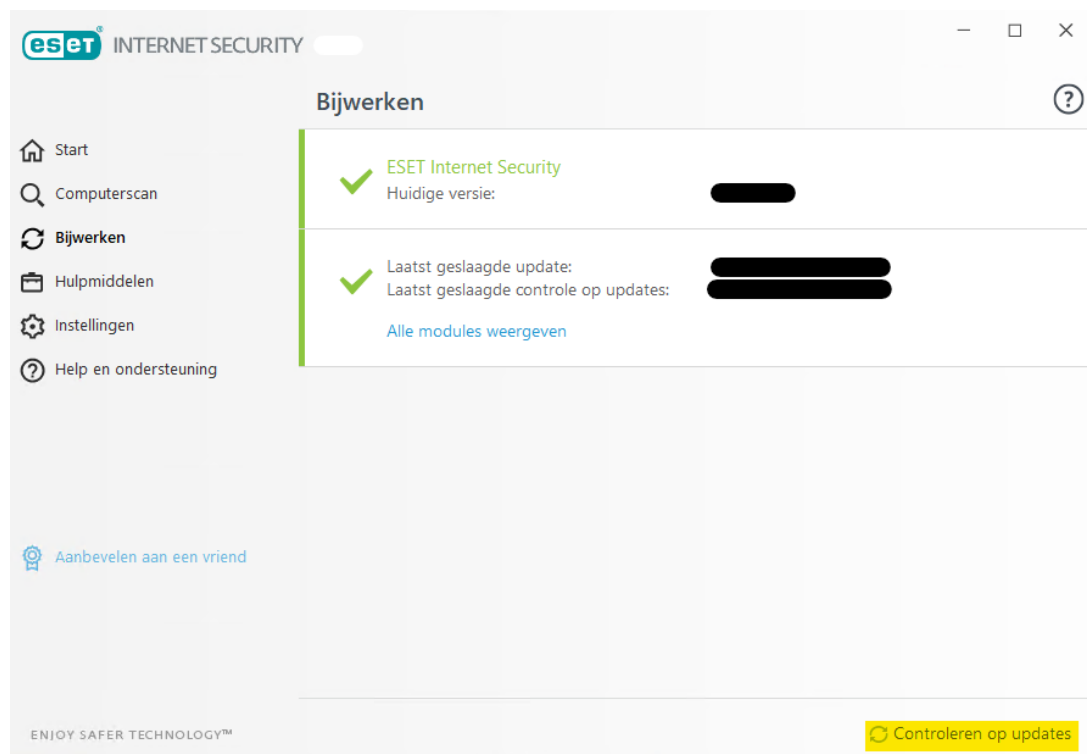 eset® INTERNET SECURITY
Bijwerken
?
Start
Computerscan
Bijwerken
Hulpmiddelen
Instellingen
Help en ondersteuning
Aanbevelen aan een vriend
ESET Internet Security
Huidige versie:
Laatst geslaagde update:
Laatst geslaagde controle op updates:
Alle modules weergeven
ENJOY SAFER TECHNOLOGY™
Controleren op updates